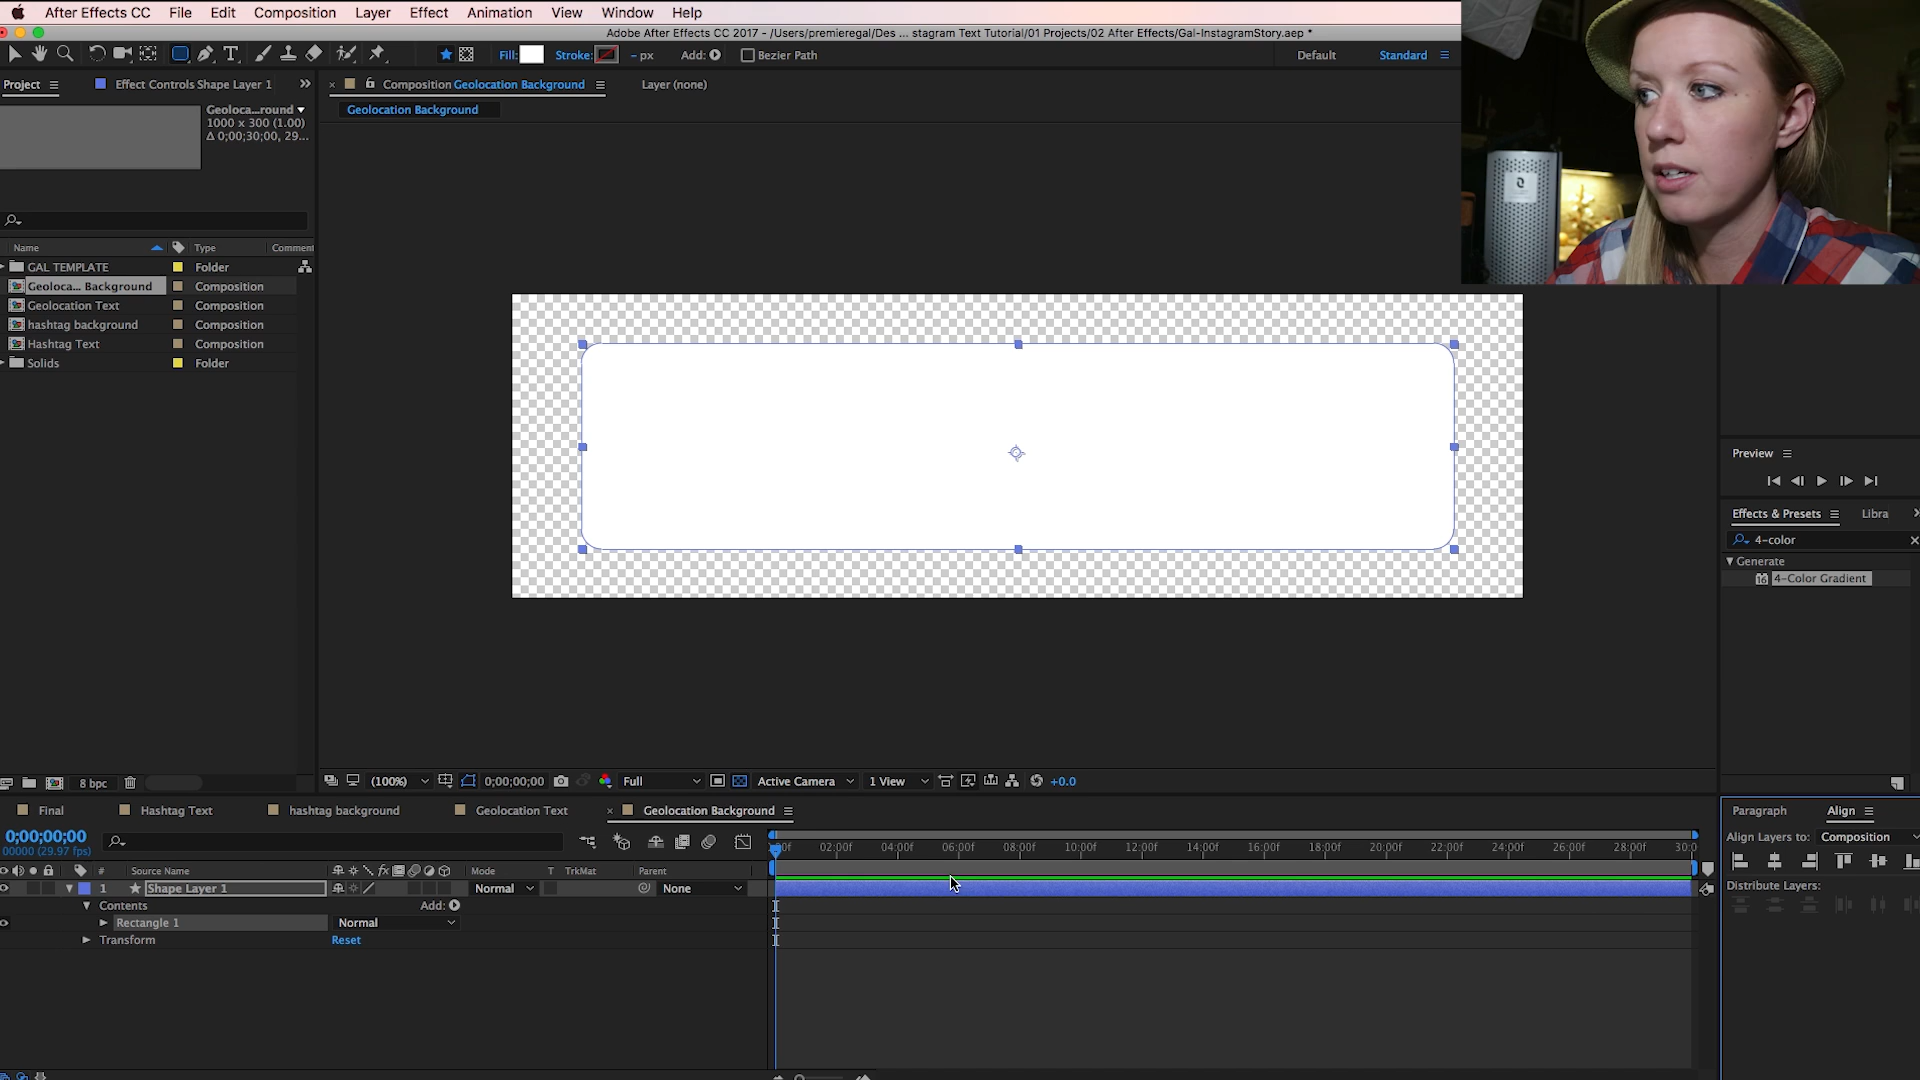 After Effects CC File Edit Composition Layer Effect Animation View Window Help
Adobe After Effects CC 2017 - /Users/premieregal/Des ... stagram Text Tutorial/01 Projects/02 After Effects/Gal-InstagramStory.aep *
Fill: Stroke: - px Add: Bezier Path Default Standard
Project Effect Controls Shape Layer 1 Composition Geolocation Background Layer (none)
Geoloca...round
1000 x 300 (1.00)
Δ 0;00;30;00, 29...
Geolocation Background
Name Type Comment
GAL TEMPLATE Folder
Geoloca... Background Composition
Geolocation Text Composition
hashtag background Composition
Hashtag Text Composition
Solids Folder
Preview
Effects & Presets Libra
4-color
Generate
4-Color Gradient
8 bpc (100%) 0;00;00;00 Full Active Camera 1 View +0.0
Final Hashtag Text hashtag background Geolocation Text Geolocation Background
Paragraph Align
0;00;00;00
00000 (29.97 fps)
Align Layers to: Composition
:00f 02:00f 04:00f 06:00f 08:00f 10:00f 12:00f 14:00f 16:00f 18:00f 20:00f 22:00f 24:00f 26:00f 28:00f 30:0
# Source Name fx Mode T TrkMat Parent
1 Shape Layer 1 Normal None
Distribute Layers:
Contents Add:
Rectangle 1 Normal
Transform Reset